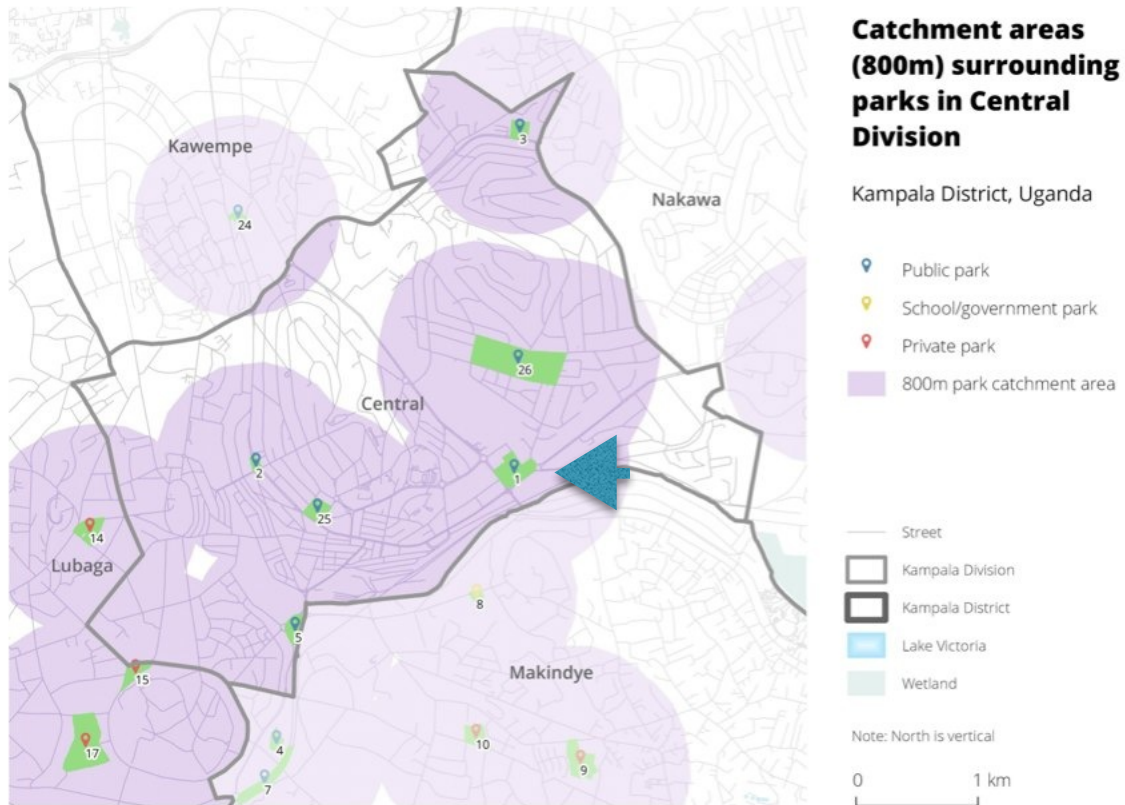 Catchment areas
(800m) surrounding
parks in Central
Division
Kampala District, Uganda
Public park
School/government park
Private park
800m park catchment area
Street
Kampala Division
Kampala District
Lake Victoria
Wetland
Note: North is vertical
0 1 km
3
Kawempe
Nakawa
24
26
Central
1
2
25
14
Lubaga
8
5
Makindye
15
10
17
4
9
7